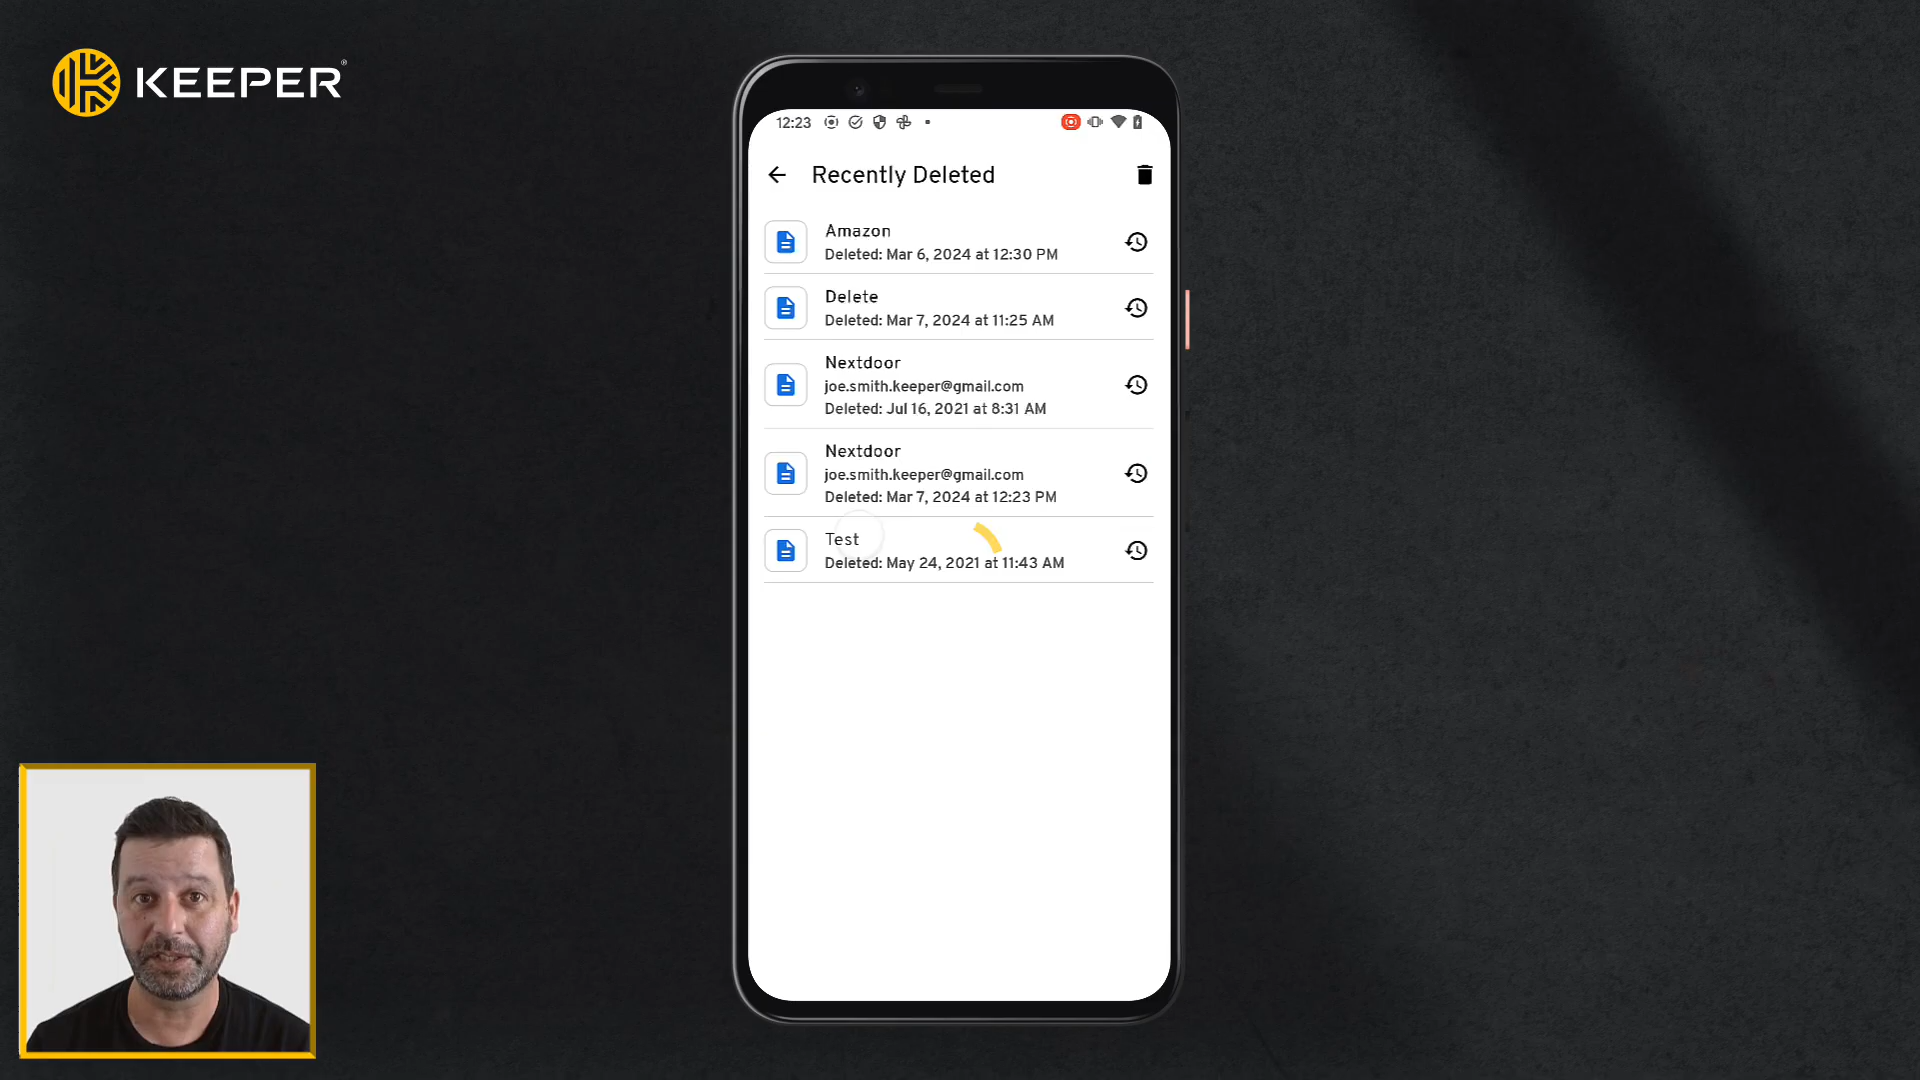 KEEPER®
12:23
Recently Deleted
Amazon
Deleted: Mar 6, 2024 at 12:30 PM
Delete
Deleted: Mar 7, 2024 at 11:25 AM
Nextdoor
joe.smith.keeper@gmail.com
Deleted: Jul 16, 2021 at 8:31 AM
Nextdoor
joe.smith.keeper@gmail.com
Deleted: Mar 7, 2024 at 12:23 PM
Test
Deleted: May 24, 2021 at 11:43 AM